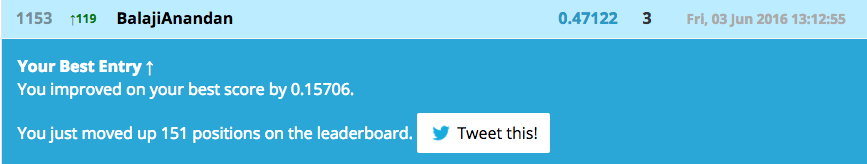 1153 ↑119 BalajiAnandan 0.47122 3 Fri, 03 Jun 2016 13:12:55
Your Best Entry ↑
You improved on your best score by 0.15706.
You just moved up 151 positions on the leaderboard. Tweet this!